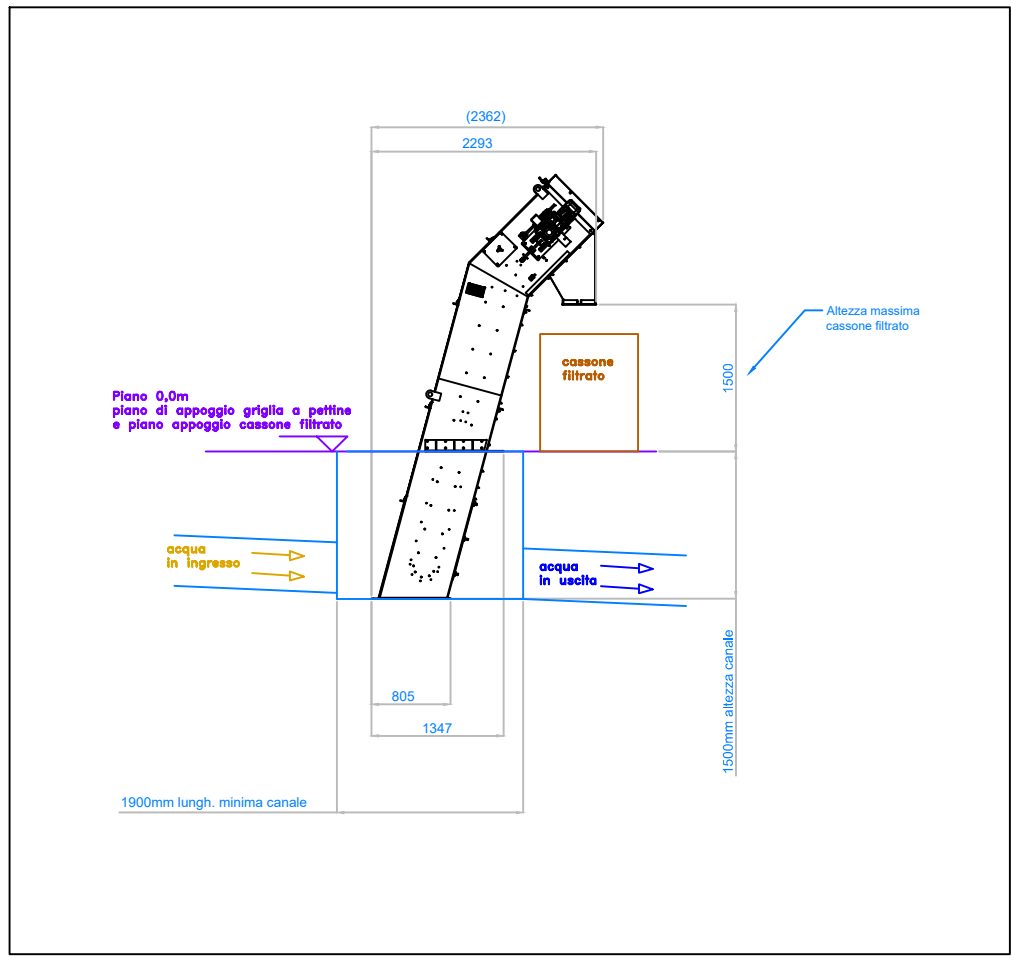 (2362)
2293
Altezza massima
cassone filtrato
cassone
filtrato
1500
Piano 0,0m
piano di appoggio griglia a pettine
e piano appoggio cassone filtrato
acqua
in ingresso
acqua
in uscita
805
1347
1500mm altezza canale
1900mm lungh. minima canale